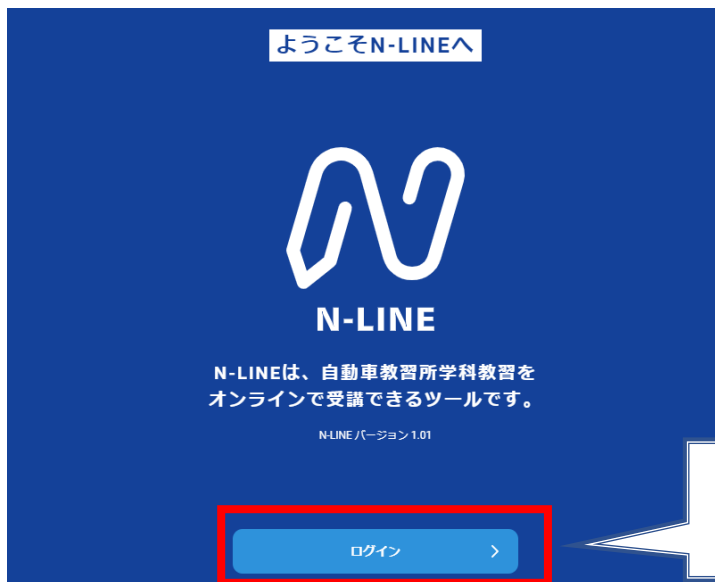 ようこそN-LINEへ
N-LINE
N-LINEは、自動車教習所学科教習を
オンラインで受講できるツールです。
N-LINE バージョン 1.01
ログイン